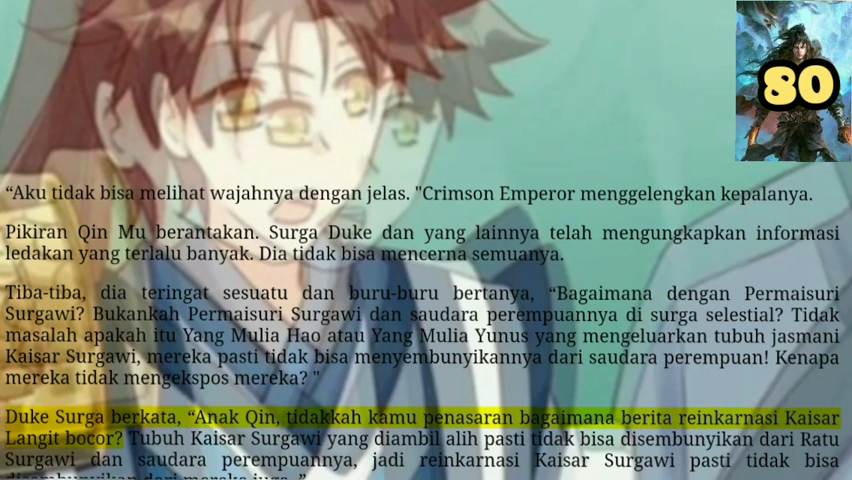 80
“Aku tidak bisa melihat wajahnya dengan jelas. "Crimson Emperor menggelengkan kepalanya.
Pikiran Qin Mu berantakan. Surga Duke dan yang lainnya telah mengungkapkan informasi
ledakan yang terlalu banyak. Dia tidak bisa mencerna semuanya.
Tiba-tiba, dia teringat sesuatu dan buru-buru bertanya, “Bagaimana dengan Permaisuri
Surgawi? Bukankah Permaisuri Surgawi dan saudara perempuannya di surga selestial? Tidak
masalah apakah itu Yang Mulia Hao atau Yang Mulia Yunus yang mengeluarkan tubuh jasmani
Kaisar Surgawi, mereka pasti tidak bisa menyembunyikannya dari saudara perempuan! Kenapa
mereka tidak mengekspos mereka? "
Duke Surga berkata, “Anak Qin, tidakkah kamu penasaran bagaimana berita reinkarnasi Kaisar
Langit bocor? Tubuh Kaisar Surgawi yang diambil alih pasti tidak bisa disembunyikan dari Ratu
Surgawi dan saudara perempuannya, jadi reinkarnasi Kaisar Surgawi pasti tidak bisa